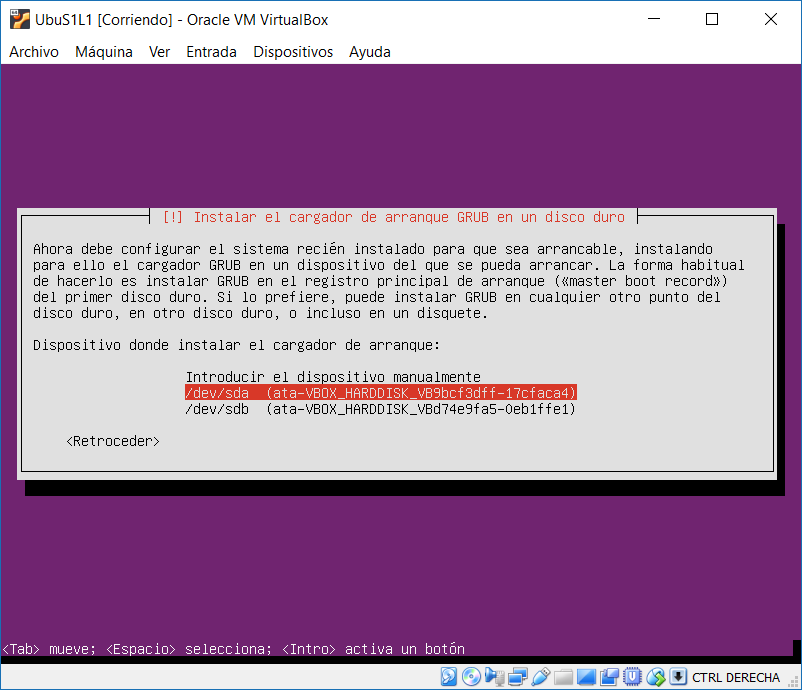 UbuS1L1 [Corriendo] - Oracle VM VirtualBox
Archivo Máquina Ver Entrada Dispositivos Ayuda
[!] Instalar el cargador de arranque GRUB en un disco duro
Ahora debe configurar el sistema recién instalado para que sea arrancable, instalando
para ello el cargador GRUB en un dispositivo del que se pueda arrancar. La forma habitual
de hacerlo es instalar GRUB en el registro principal de arranque («master boot record»)
del primer disco duro. Si lo prefiere, puede instalar GRUB en cualquier otro punto del
disco duro, en otro disco duro, o incluso en un disquete.
Dispositivo donde instalar el cargador de arranque:
Introducir el dispositivo manualmente
/dev/sda (ata-VBOX_HARDDISK_VB9bcf3dff-17cfaca4)
/dev/sdb (ata-VBOX_HARDDISK_VBd74e9fa5-0eb1ffe1)
<Retroceder>
<Tab> mueve; <Espacio> selecciona; <Intro> activa un botón
CTRL DERECHA